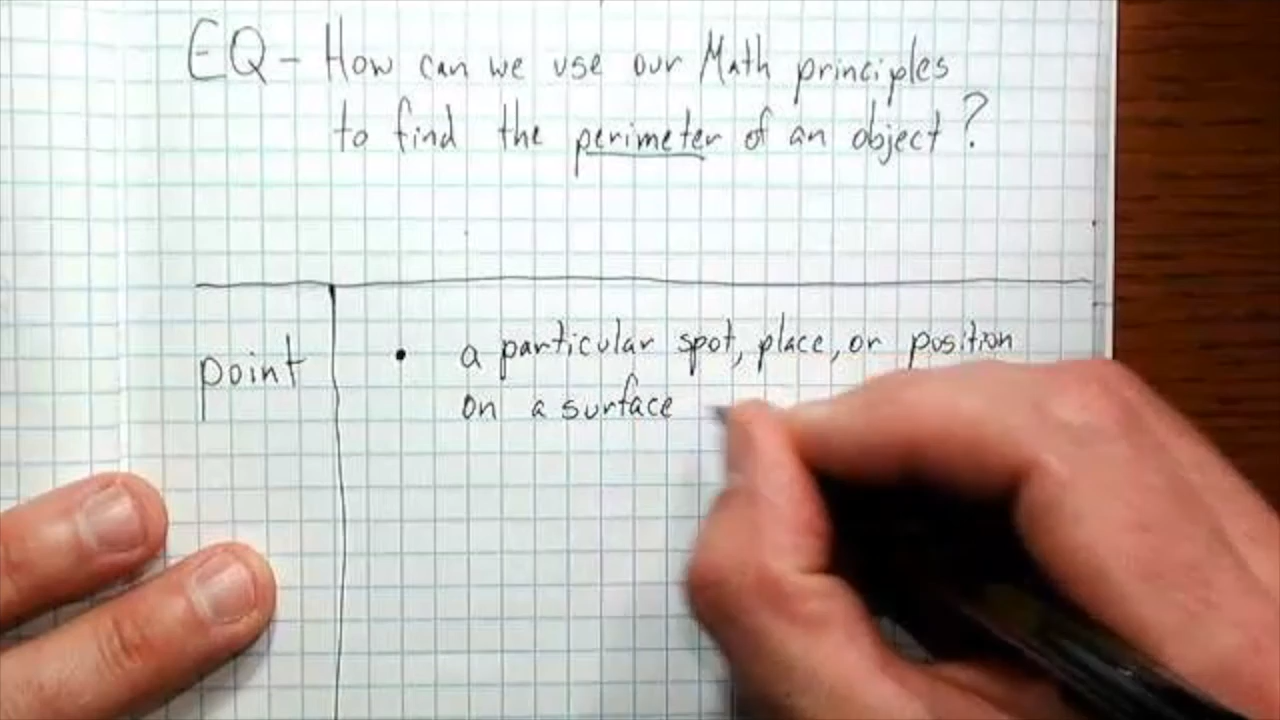 EQ - How can we use our Math principles
to find the perimeter of an object?
point
• a particular spot, place, or position
on a surface